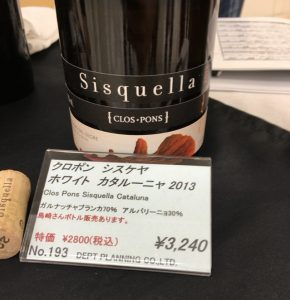 Sisquella
{CLOS·PONS}
クロポン シスケヤ
ホワイト カタルーニャ 2013
Clos Pons Sisquella Cataluna
ガルナッチャブランカ70% アルバリーニョ30%
島崎さんボトル販売あります。
特価 ¥2800(税込) ¥3,240
No.193 DEPT PLANNING CO.,LTD.
Sisquella